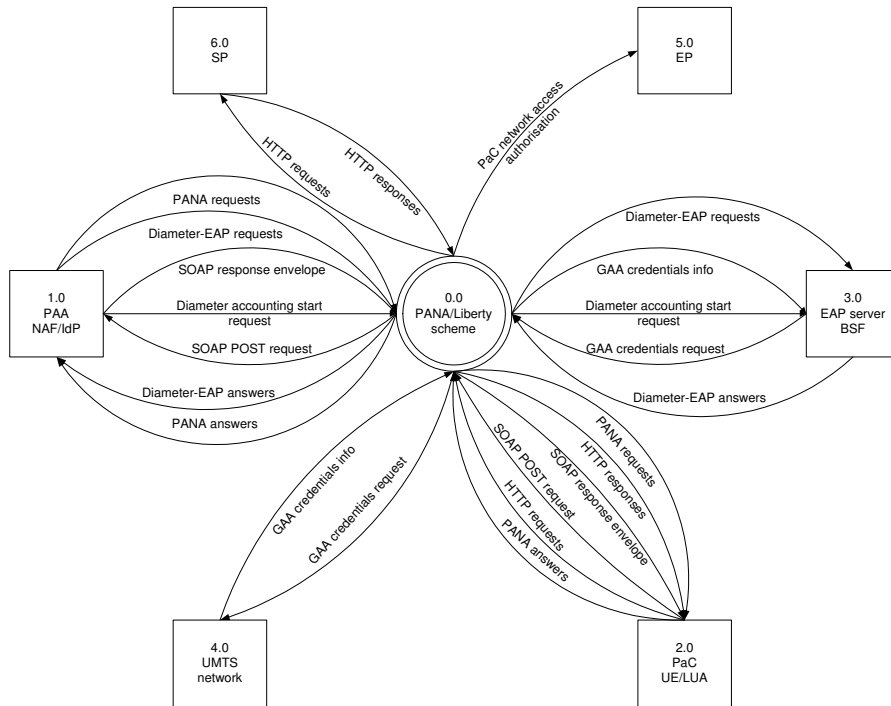 6.0
SP
5.0
EP
HTTP requests
HTTP responses
PaC network access
authorisation
PANA requests
Diameter-EAP requests
SOAP response envelope
Diameter accounting start
request
SOAP POST request
Diameter-EAP answers
PANA answers
1.0
PAA
NAF/IdP
0.0
PANA/Liberty
scheme
Diameter-EAP requests
GAA credentials info
Diameter accounting start
request
GAA credentials request
Diameter-EAP answers
3.0
EAP server
BSF
GAA credentials info
GAA credentials request
PANA requests
HTTP responses
SOAP response envelope
SOAP POST request
HTTP requests
PANA answers
4.0
UMTS
network
2.0
PaC
UE/LUA